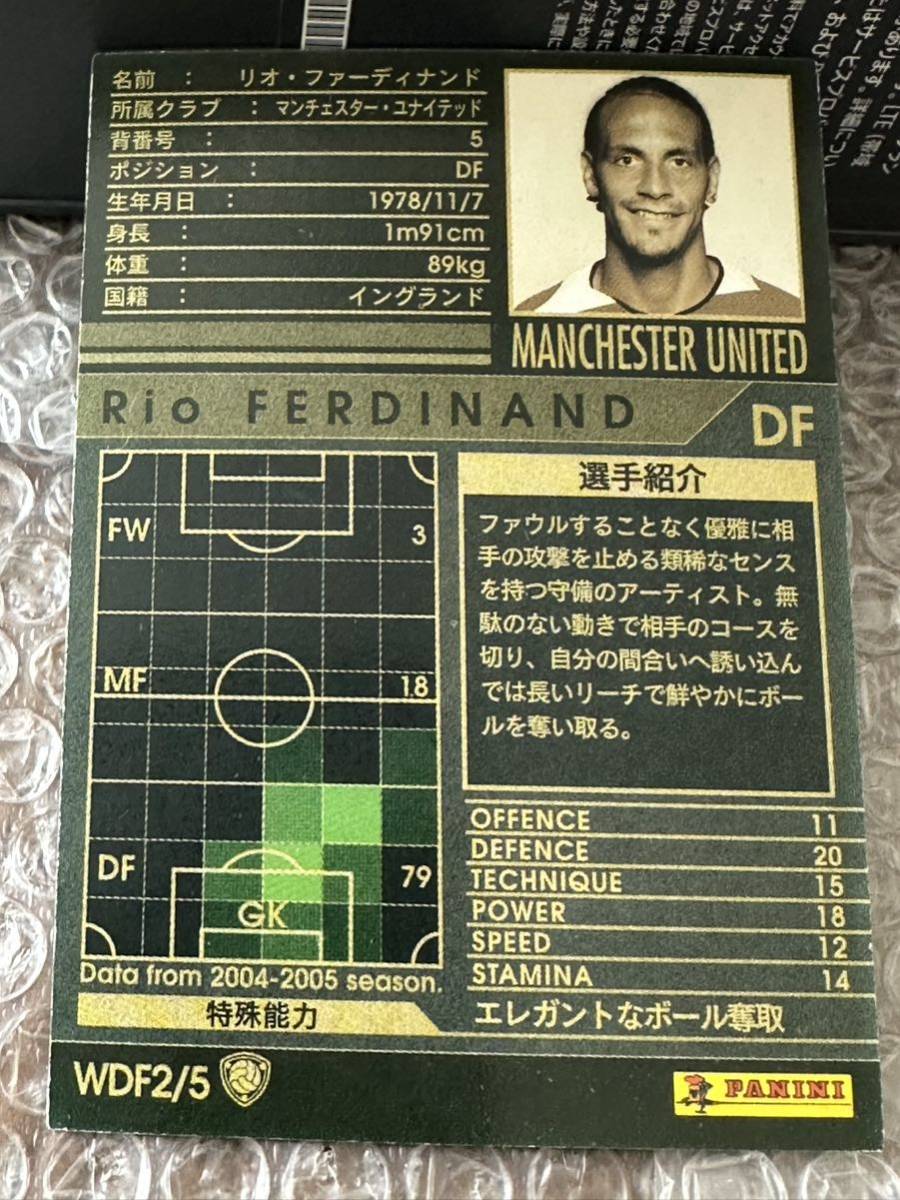 名前 : リオ・ファーディナンド
所属クラブ : マンチェスター・ユナイテッド
背番号 : 5
ポジション : DF
生年月日 : 1978/11/7
身長 : 1m91cm
体重 : 89kg
国籍 : イングランド
MANCHESTER UNITED
Rio FERDINAND
DF
FW 3
MF 18
DF 79
GK
Data from 2004-2005 season.
選手紹介
ファウルすることなく優雅に相
手の攻撃を止める類稀なセンス
を持つ守備のアーティスト。無
駄のない動きで相手のコースを
切り、自分の間合いへ誘い込ん
では長いリーチで鮮やかにボー
ルを奪い取る。
OFFENCE 11
DEFENCE 20
TECHNIQUE 15
POWER 18
SPEED 12
STAMINA 14
特殊能力 エレガントなボール奪取
WDF2/5
PANINI